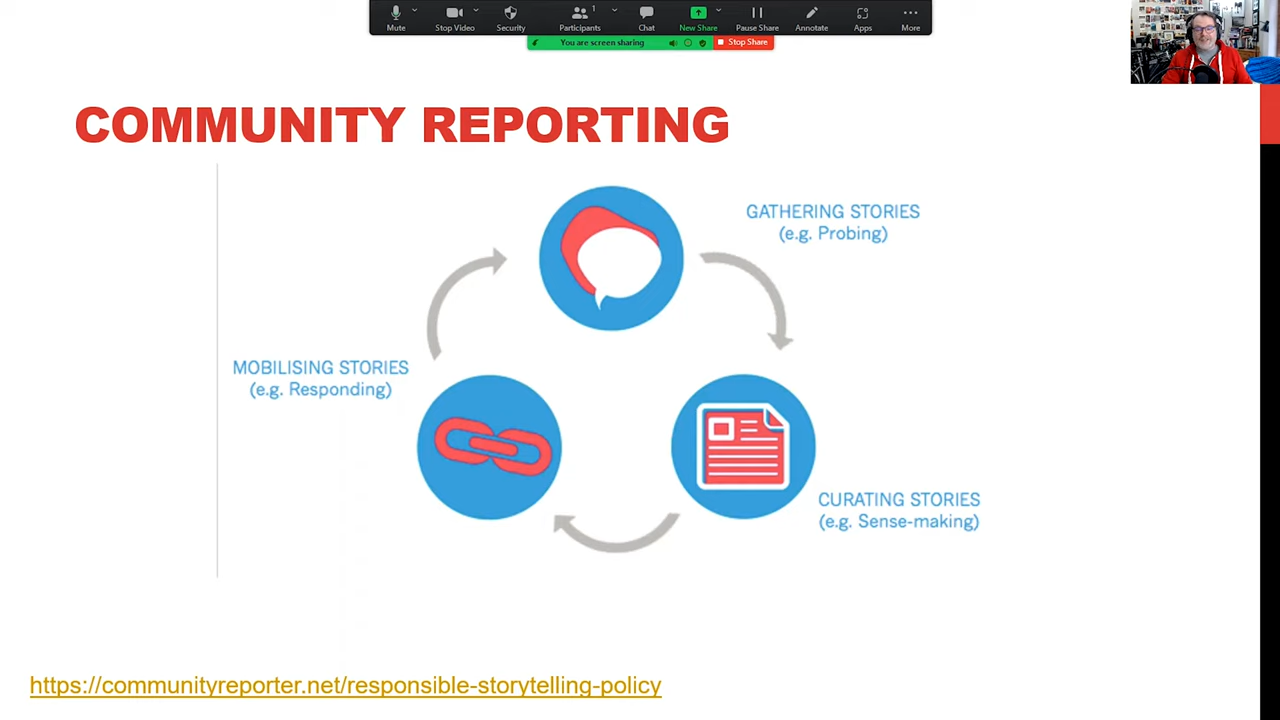 Mute
Stop Video
Security
Participants
1
Chat
New Share
Pause Share
Annotate
Apps
More
You are screen sharing
Stop Share
COMMUNITY REPORTING
GATHERING STORIES
(e.g. Probing)
MOBILISING STORIES
(e.g. Responding)
CURATING STORIES
(e.g. Sense-making)
https://communityreporter.net/responsible-storytelling-policy